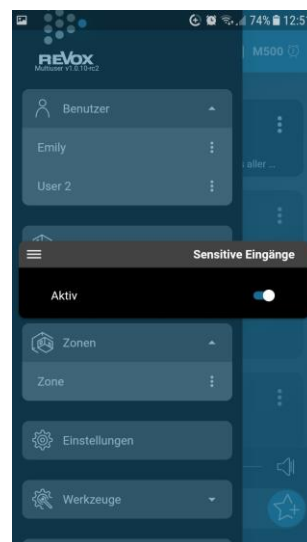 74% 12:5
REVOX
Multiuser v1.0.10-rc2
M500
Benutzer
Emily
aller ...
User 2
Sensitive Eingänge
Aktiv
Zonen
Zone
Einstellungen
Werkzeuge